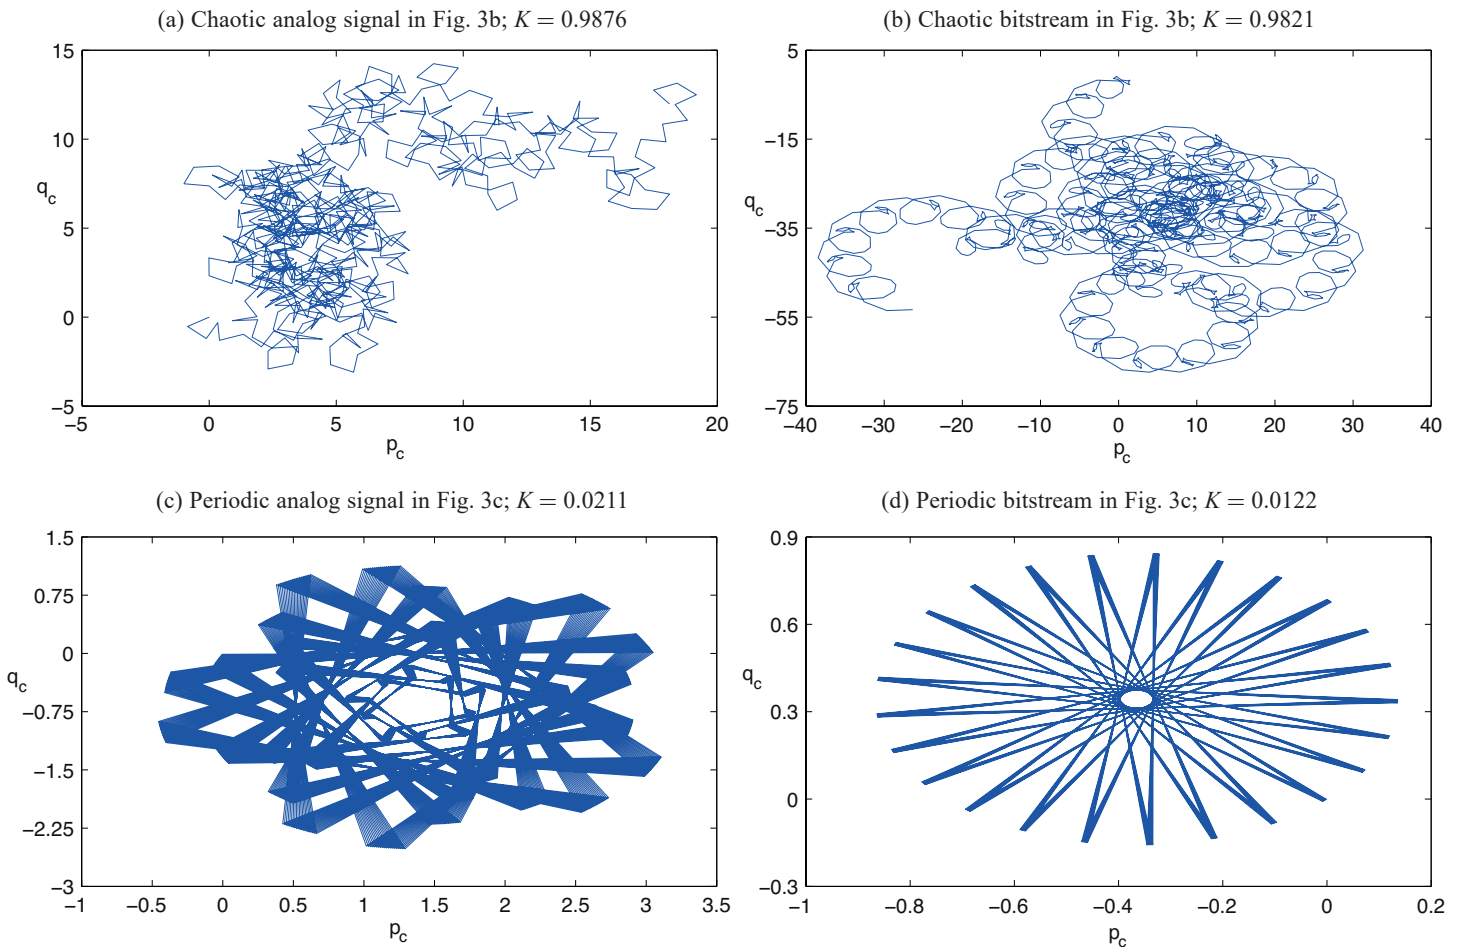 (a) Chaotic analog signal in Fig. 3b; K = 0.9876
15
10
q_c
5
0
−5
−5 0 5 10 15 20
p_c
(b) Chaotic bitstream in Fig. 3b; K = 0.9821
5
−15
q_c
−35
−55
−75
−40 −30 −20 −10 0 10 20 30 40
p_c
(c) Periodic analog signal in Fig. 3c; K = 0.0211
1.5
0.75
0
q_c
−0.75
−1.5
−2.25
−3
−1 −0.5 0 0.5 1 1.5 2 2.5 3 3.5
p_c
(d) Periodic bitstream in Fig. 3c; K = 0.0122
0.9
0.6
q_c
0.3
0
−0.3
−1 −0.8 −0.6 −0.4 −0.2 0 0.2
p_c